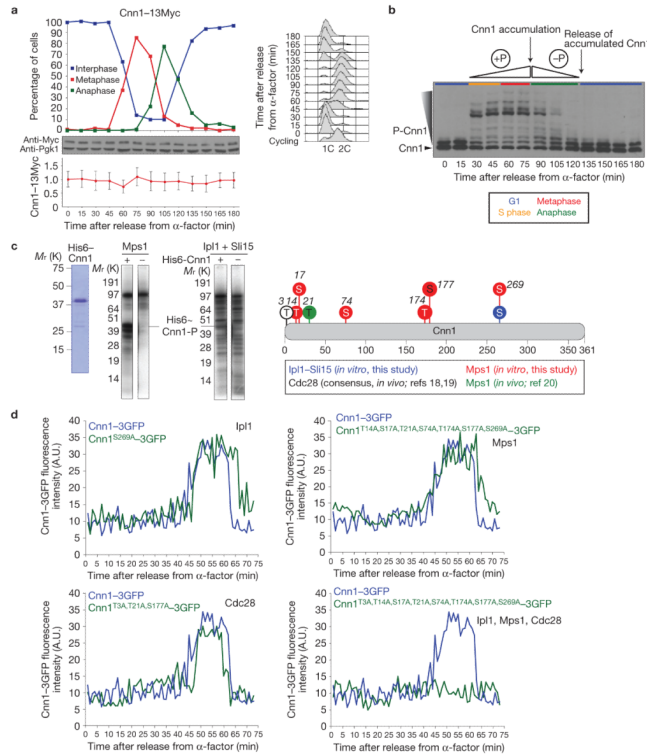 a
Cnn1–13Myc
Percentage of cells
100
90
80
70
60
50
40
30
20
10
0
Interphase
Metaphase
Anaphase
Anti-Myc
Anti-Pgk1
Cnn1–13Myc
2.0
1.5
1.0
0.5
0
0 15 30 45 60 75 90 105 120 135 150 165 180
Time after release from α-factor (min)
Time after release
from α-factor (min)
180
165
150
135
120
105
90
75
60
45
30
15
0
Cycling
1C 2C
b
Cnn1 accumulation
Release of
accumulated Cnn1
+P
–P
P-Cnn1
Cnn1
0 15 30 45 60 75 90 105 120 135 150 165 180
Time after release from α-factor (min)
G1 Metaphase
S phase Anaphase
c
His6–
Cnn1
Mr (K)
75
50
37
25
15
Mps1
His6-Cnn1
+ –
Mr (K)
191
97
64
51
39
28
19
14
His6–
Cnn1-P
Ipl1 + Sli15
+ –
Mr (K)
191
97
64
51
39
28
19
14
17
S
3 14 21
T T T
74
S
174
T
S
177
269
S
S
Cnn1
0 50 100 150 200 250 300 361
Ipl1–Sli15 (in vitro, this study)
Mps1 (in vitro, this study)
Cdc28 (consensus, in vivo; refs 18,19)
Mps1 (in vivo; ref 20)
d
Cnn1–3GFP
Cnn1S269A–3GFP
Ipl1
Cnn1–3GFP fluorescence
intensity (A.U.)
40
35
30
25
20
15
10
5
0
0 5 10 15 20 25 30 35 40 45 50 55 60 65 70 75
Time after release from α-factor (min)
Cnn1–3GFP
Cnn1T14A,S17A,T21A,S74A,T174A,S177A,S269A–3GFP
Mps1
Cnn1–3GFP fluorescence
intensity (A.U.)
40
35
30
25
20
15
10
5
0
0 5 10 15 20 25 30 35 40 45 50 55 60 65 70 75
Time after release from α-factor (min)
Cnn1–3GFP
Cnn1T3A,T21A,S177A–3GFP
Cdc28
Cnn1–3GFP fluorescence
intensity (A.U.)
40
35
30
25
20
15
10
5
0
0 5 10 15 20 25 30 35 40 45 50 55 60 65 70 75
Time after release from α-factor (min)
Cnn1–3GFP
Cnn1T3A,T14A,S17A,T21A,S74A,T174A,S177A,S269A–3GFP
Ipl1, Mps1, Cdc28
Cnn1–3GFP fluorescence
intensity (A.U.)
40
35
30
25
20
15
10
5
0
0 5 10 15 20 25 30 35 40 45 50 55 60 65 70 75
Time after release from α-factor (min)